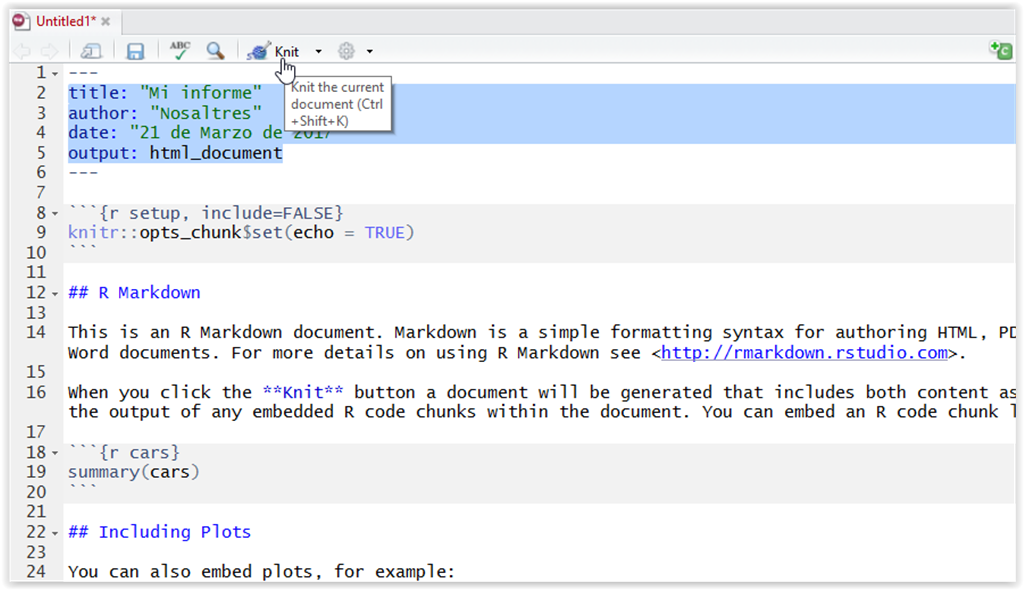 Untitled1*
ABC
Knit
Knit the current
document (Ctrl
+Shift+K)
1 ---
2 title: "Mi informe"
3 author: "Nosaltres"
4 date: "21 de Marzo de 2017
5 output: html_document
6 ---
7
8 ```{r setup, include=FALSE}
9 knitr::opts_chunk$set(echo = TRUE)
10 ```
11
12 ## R Markdown
13
14 This is an R Markdown document. Markdown is a simple formatting syntax for authoring HTML, PD
Word documents. For more details on using R Markdown see <http://rmarkdown.rstudio.com>.
15
16 When you click the **Knit** button a document will be generated that includes both content as
the output of any embedded R code chunks within the document. You can embed an R code chunk l
17
18 ```{r cars}
19 summary(cars)
20 ```
21
22 ## Including Plots
23
24 You can also embed plots, for example: